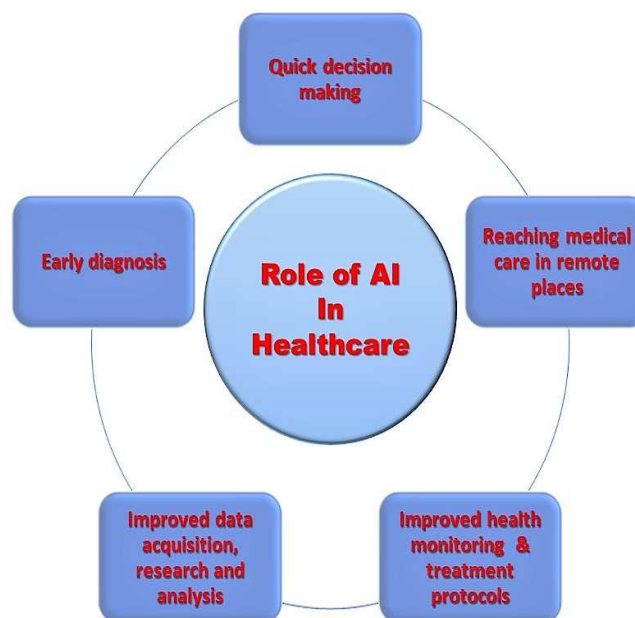 Quick decision
making
Early diagnosis
Reaching medical
care in remote
places
Role of AI
In
Healthcare
Improved data
acquisition,
research and
analysis
Improved health
monitoring &
treatment
protocols